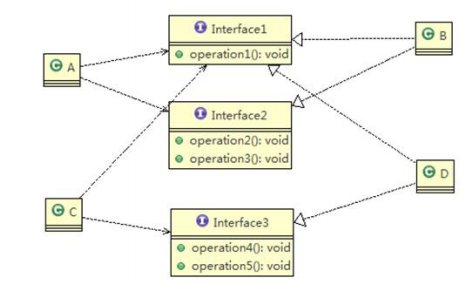 I Interface1
operation1(): void
C A
C B
I Interface2
operation2(): void
operation3(): void
C C
C D
I Interface3
operation4(): void
operation5(): void